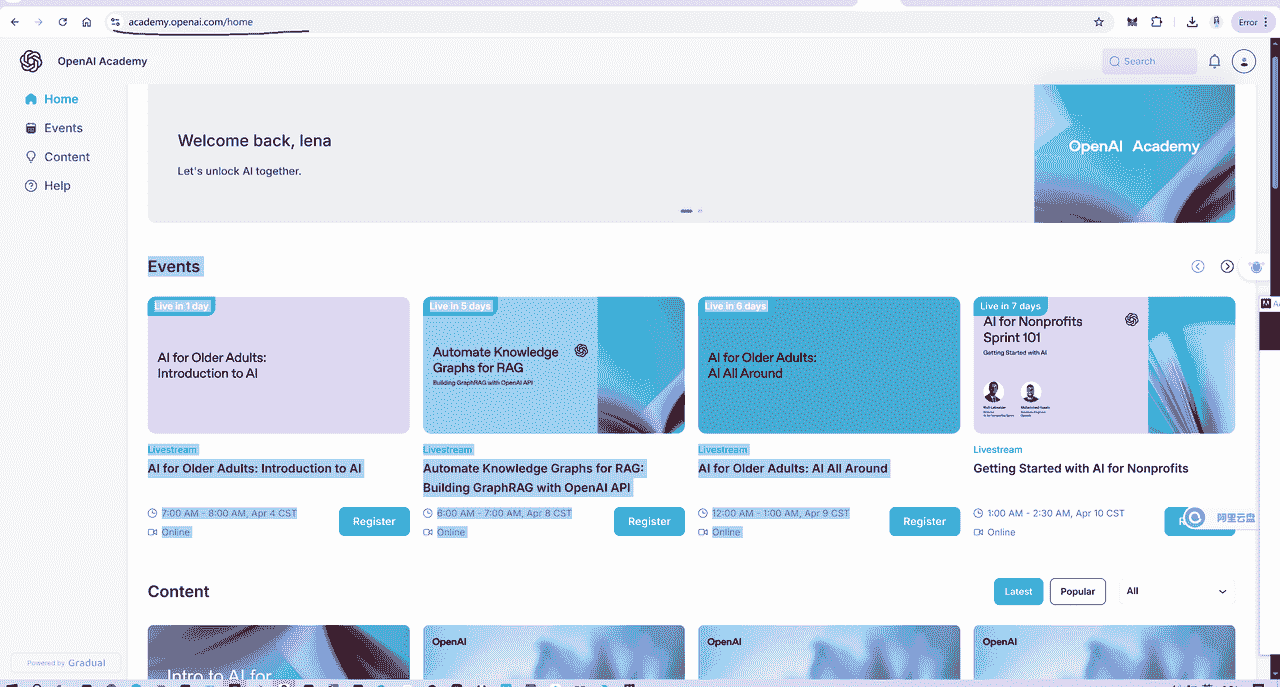 academy.openai.com/home
Error
OpenAI Academy
Search
Home
Events
Content
Help
Welcome back, lena
Let's unlock AI together.
OpenAI Academy
Events
Live in 1 day
AI for Older Adults:
Introduction to AI
Livestream
AI for Older Adults: Introduction to AI
7:00 AM - 8:00 AM, Apr 4 CST
Online
Register
Live in 5 days
Automate Knowledge
Graphs for RAG
Building GraphRAG with OpenAI API
Livestream
Automate Knowledge Graphs for RAG:
Building GraphRAG with OpenAI API
6:00 AM - 7:00 AM, Apr 8 CST
Online
Register
Live in 6 days
AI for Older Adults:
AI All Around
Livestream
AI for Older Adults: AI All Around
12:00 AM - 1:00 AM, Apr 9 CST
Online
Register
Live in 7 days
AI for Nonprofits
Sprint 101
Getting Started with AI
Livestream
Getting Started with AI for Nonprofits
1:00 AM - 2:30 AM, Apr 10 CST
Online
阿里云盘
Content
Latest
Popular
All
Intro to AI for
OpenAI
OpenAI
OpenAI
Powered by Gradual